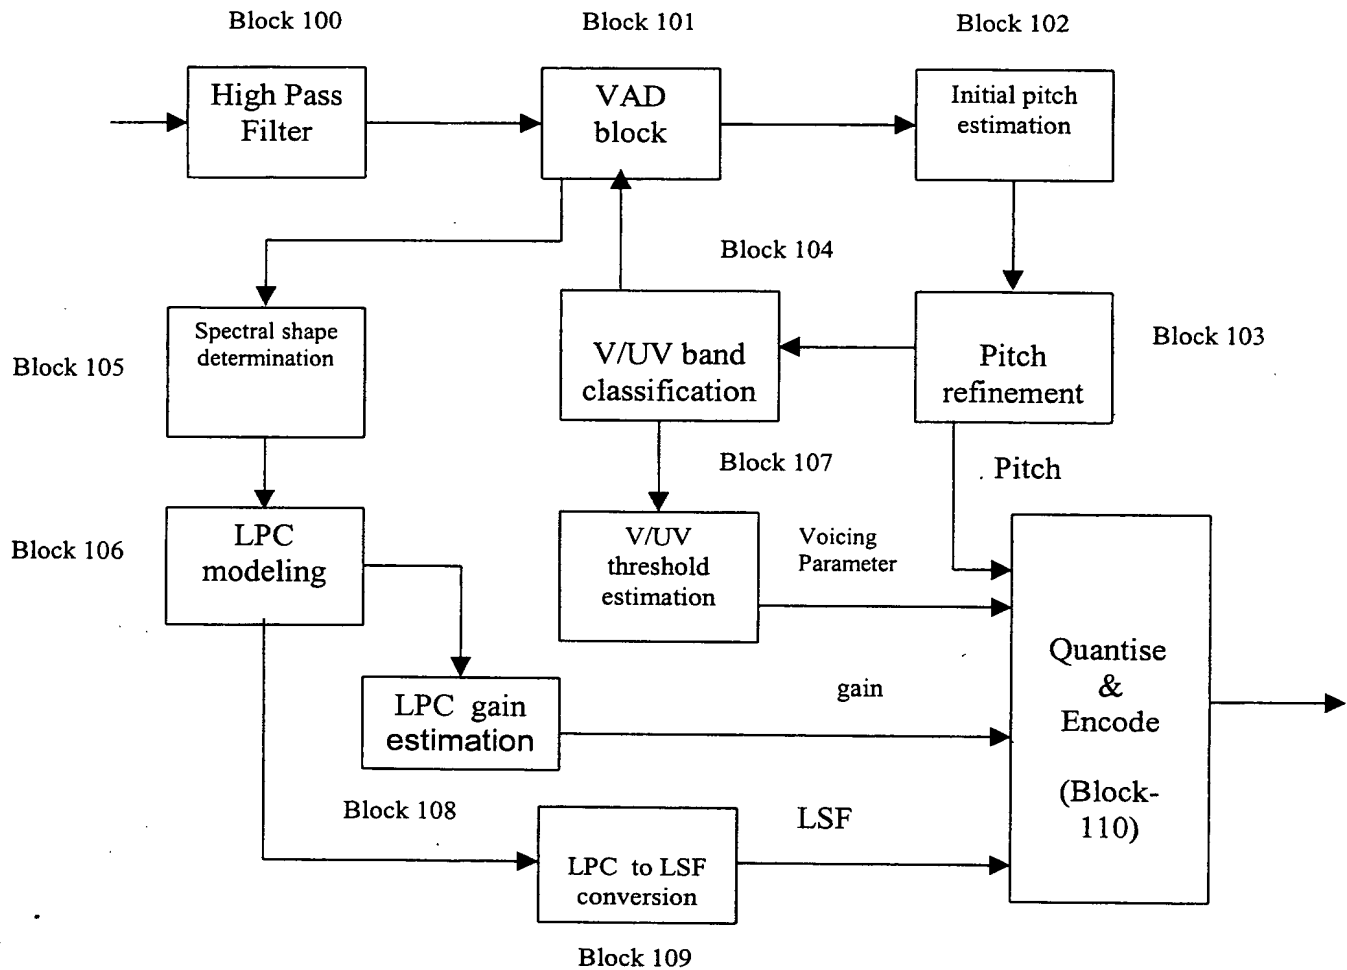 Block 100
Block 101
Block 102
High Pass
Filter
VAD
block
Initial pitch
estimation
Block 104
Spectral shape
determination
Block 105
V/UV band
classification
Pitch
refinement
Block 103
Block 107
Pitch
Block 106
LPC
modeling
V/UV
threshold
estimation
Voicing
Parameter
Quantise
&
Encode
(Block-
110)
LPC gain
estimation
gain
Block 108
LSF
LPC to LSF
conversion
Block 109